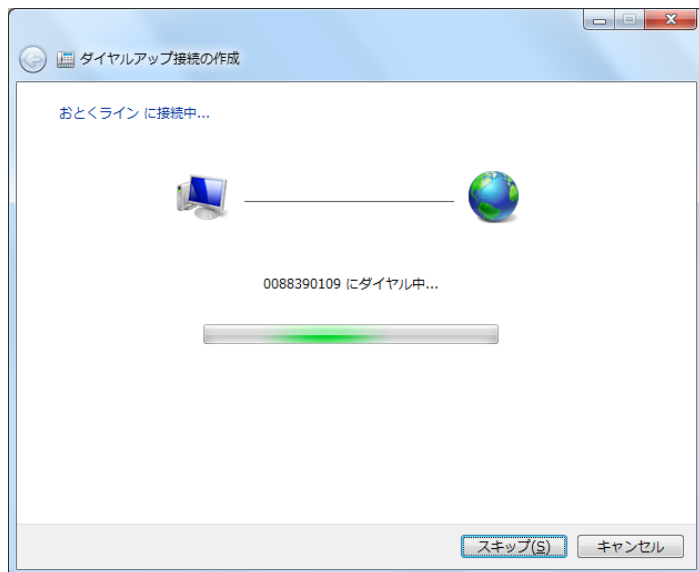 ダイヤルアップ接続の作成
おとくライン に接続中...
0088390109 にダイヤル中...
スキップ(S)
キャンセル